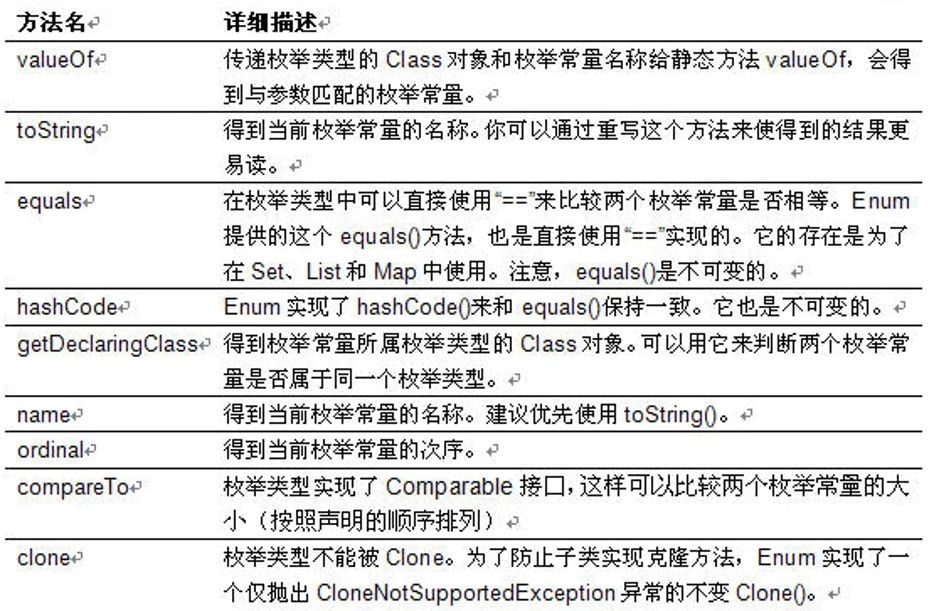 方法名 详细描述
valueOf 传递枚举类型的 Class 对象和枚举常量名称给静态方法 valueOf，会得
到与参数匹配的枚举常量。
toString 得到当前枚举常量的名称。你可以通过重写这个方法来使得到的结果更
易读。
equals 在枚举类型中可以直接使用“==”来比较两个枚举常量是否相等。Enum
提供的这个 equals()方法，也是直接使用“==”实现的。它的存在是为了
在 Set、List 和 Map 中使用。注意，equals()是不可变的。
hashCode Enum 实现了 hashCode()来和 equals()保持一致。它也是不可变的。
getDeclaringClass 得到枚举常量所属枚举类型的 Class 对象。可以用它来判断两个枚举常
量是否属于同一个枚举类型。
name 得到当前枚举常量的名称。建议优先使用 toString()。
ordinal 得到当前枚举常量的次序。
compareTo 枚举类型实现了 Comparable 接口，这样可以比较两个枚举常量的大
小（按照声明的顺序排列）
clone 枚举类型不能被 Clone。为了防止子类实现克隆方法，Enum 实现了一
个仅抛出 CloneNotSupportedException 异常的不变 Clone()。